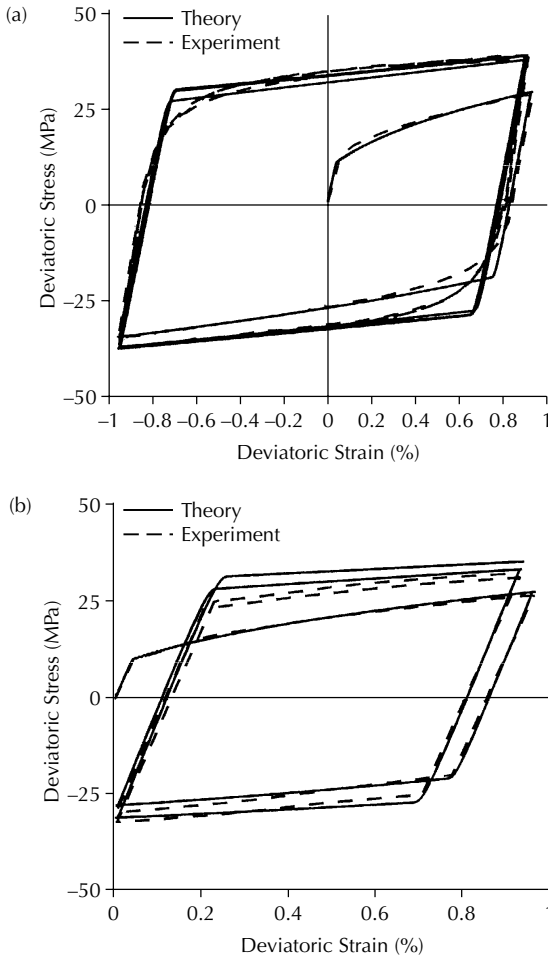 (a)
50
Theory
Experiment
25
0
−25
−50
Deviatoric Stress (MPa)
−1 −0.8 −0.6 −0.4 −0.2 0 0.2 0.4 0.6 0.8 1
Deviatoric Strain (%)
(b)
50
Theory
Experiment
25
0
−25
−50
Deviatoric Stress (MPa)
0 0.2 0.4 0.6 0.8 1
Deviatoric Strain (%)